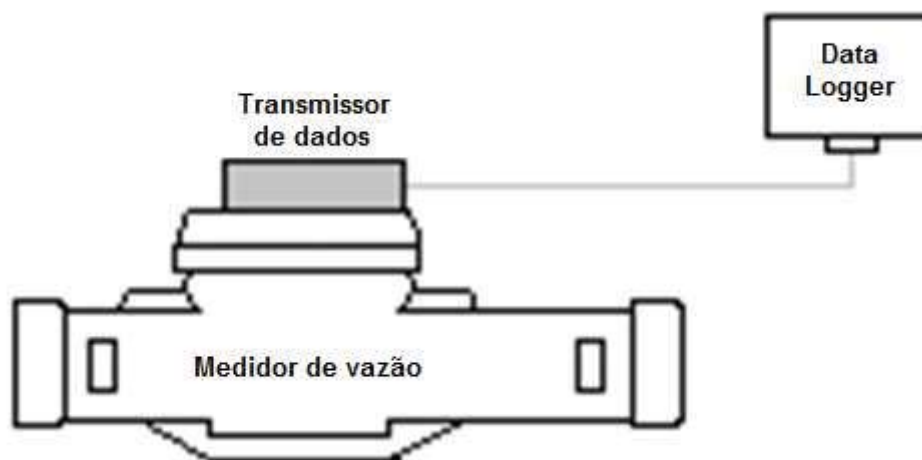 Data
Logger
Transmissor
de dados
Medidor de vazão